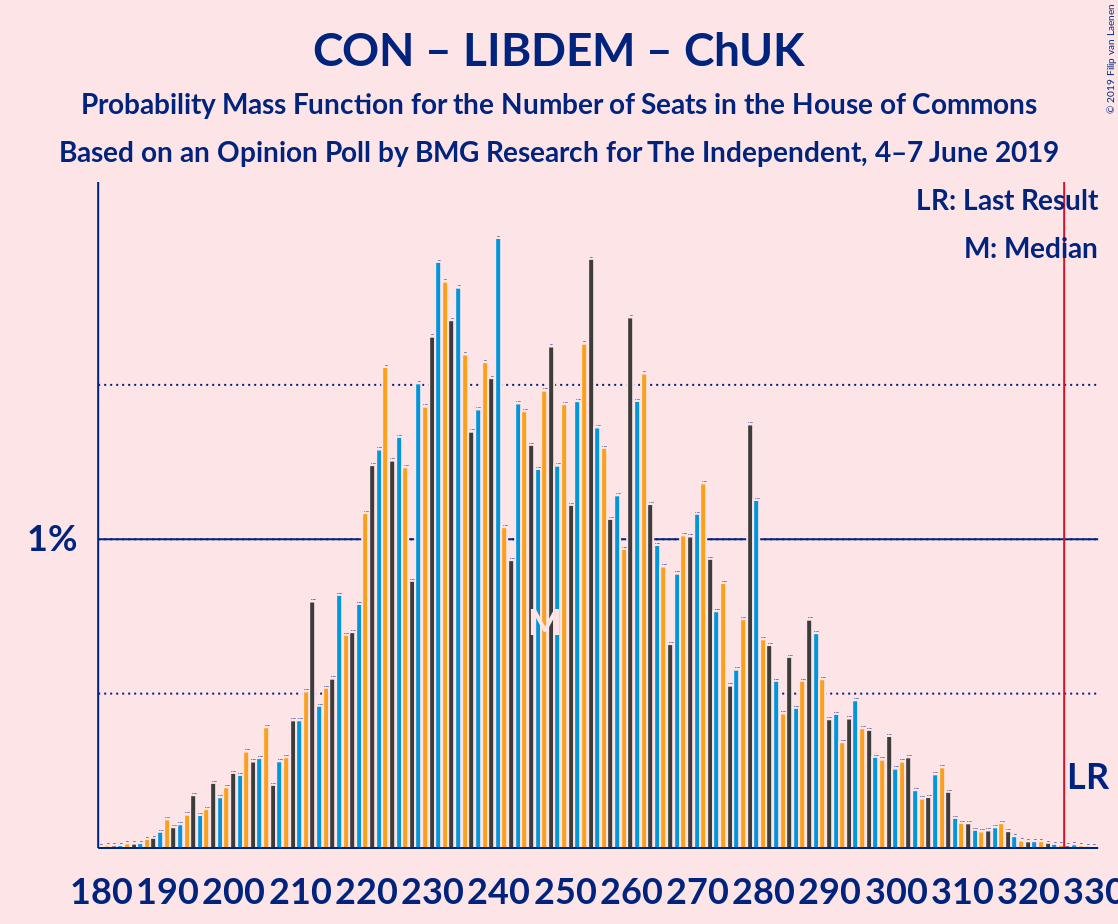 CON – LIBDEM – ChUK
Probability Mass Function for the Number of Seats in the House of Commons
Based on an Opinion Poll by BMG Research for The Independent, 4–7 June 2019
© 2019 Filip van Laenen
LR: Last Result
M: Median
1%
M
LR
180 190 200 210 220 230 240 250 260 270 280 290 300 310 320 330